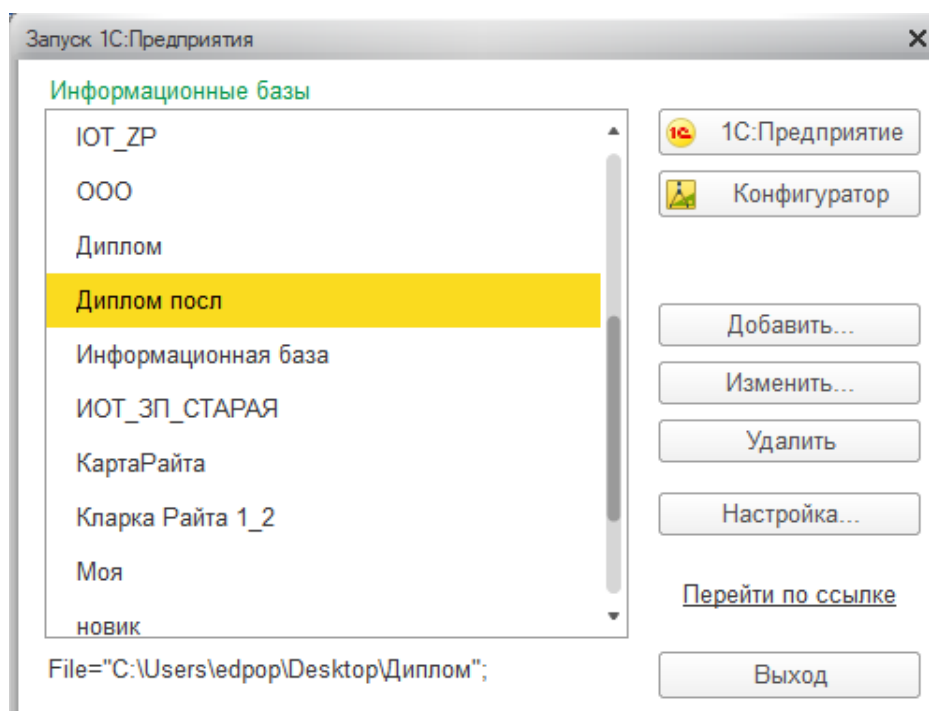 Запуск 1С:Предприятия
Информационные базы
IOT_ZP
ООО
Диплом
Диплом посл
Информационная база
ИОТ_ЗП_СТАРАЯ
КартаРайта
Кларка Райта 1_2
Моя
новик
File="C:\Users\edpop\Desktop\Диплом";
1С:Предприятие
Конфигуратор
Добавить...
Изменить...
Удалить
Настройка...
Перейти по ссылке
Выход